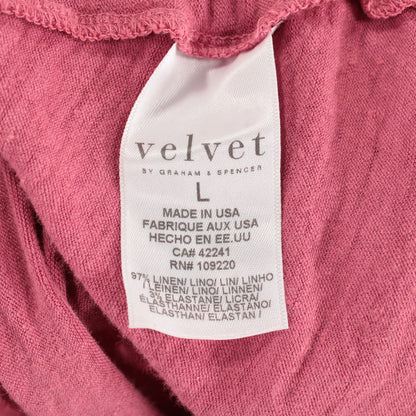 velvet
BY GRAHAM & SPENCER
L
MADE IN USA
FABRIQUE AUX USA
HECHO EN EE.UU
CA# 42241
RN# 109220
97% LINEN/ LINO/ LIN/ LINHO
/ LEINEN/ LINO/ LINNEN/
3% ELASTANE/ LICRA/
ÉLASTHANNE/ ELASTANO/
ELASTHAN/ ELASTAN /